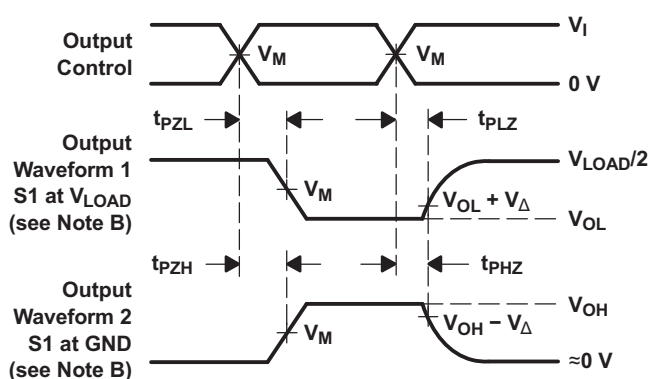 Output
Control
V_M
V_M
V_I
0 V
t_PZL
t_PLZ
Output
Waveform 1
S1 at V_LOAD
(see Note B)
V_M
V_LOAD/2
V_OL + V_Δ
V_OL
t_PZH
t_PHZ
Output
Waveform 2
S1 at GND
(see Note B)
V_M
V_OH
V_OH − V_Δ
≈0 V